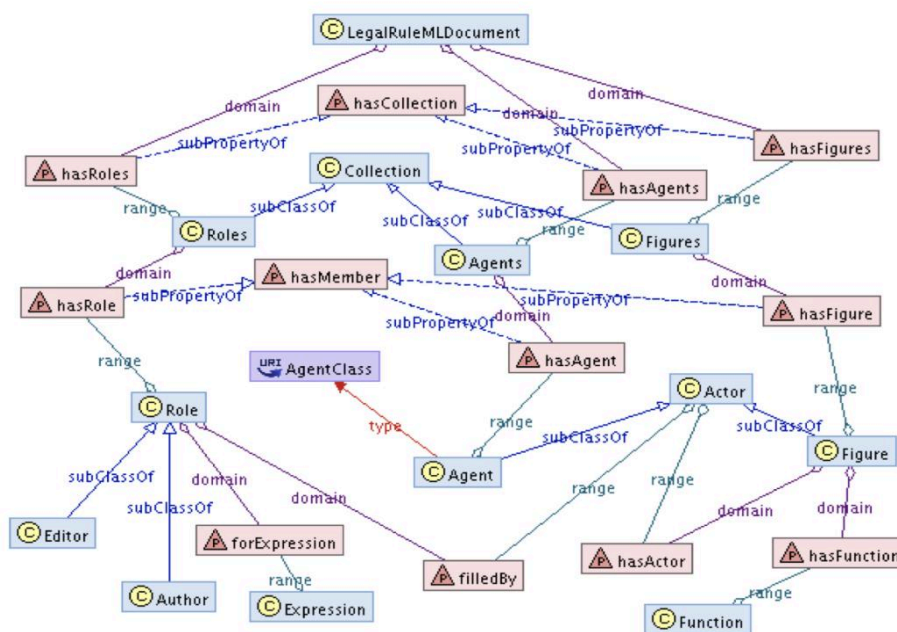 C LegalRuleMLDocument
domain
P hasCollection
domain
domain
subPropertyOf
subPropertyOf
subPropertyOf
P hasFigures
P hasRoles
C Collection
P hasAgents
range
subClassOf
subClassOf
subClassOf
range
range
C Roles
C Agents
C Figures
domain
P hasMember
domain
P hasRole
subPropertyOf
subPropertyOf
subPropertyOf
domain
P hasFigure
range
URI AgentClass
P hasAgent
range
C Actor
range
C Role
type
subClassOf
subClassOf
C Figure
subClassOf
domain
C Agent
range
range
domain
domain
subClassOf
domain
C Editor
P forExpression
P filledBy
P hasActor
P hasFunction
C Author
range
C Expression
C Function
range